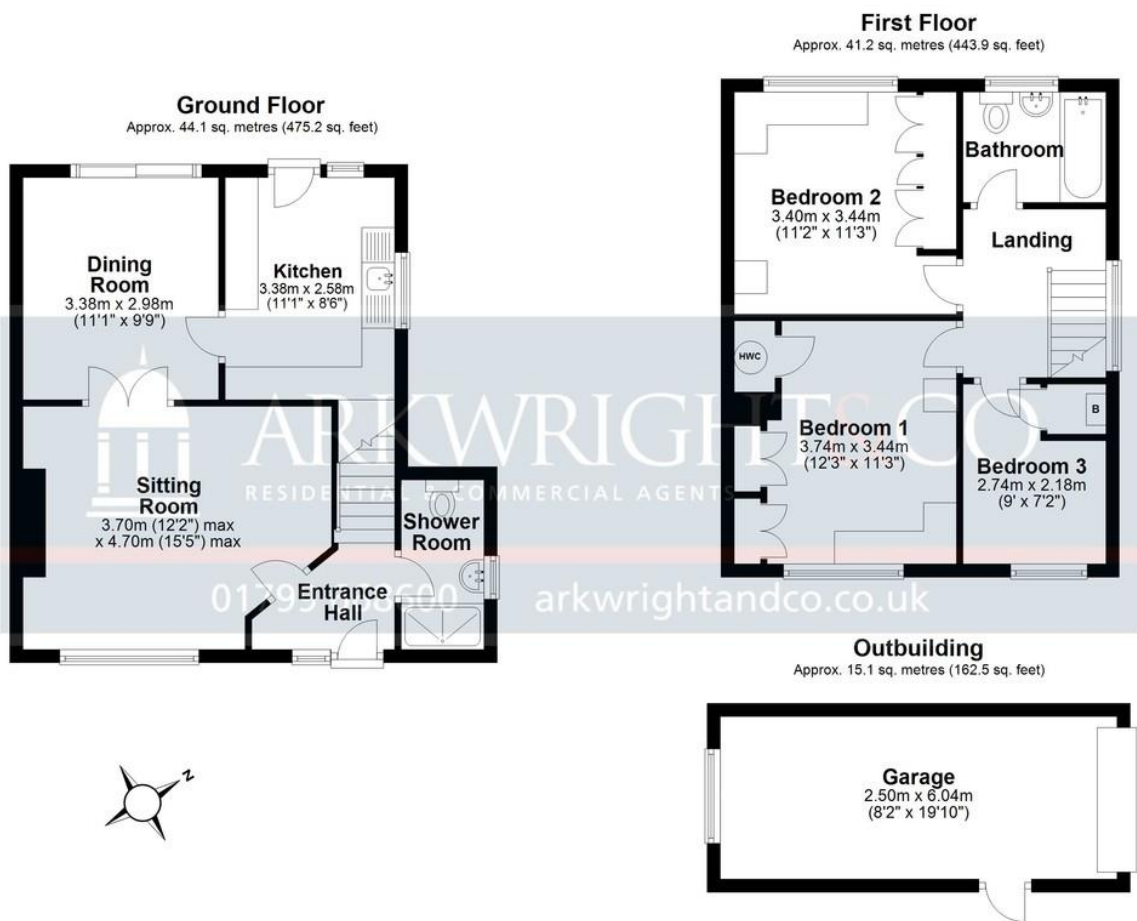 Ground Floor
Approx. 44.1 sq. metres (475.2 sq. feet)
Dining
Room
3.38m x 2.98m
(11'1" x 9'9")
Kitchen
3.38m x 2.58m
(11'1" x 8'6")
Sitting
Room
3.70m (12'2") max
x 4.70m (15'5") max
Shower
Room
Entrance
Hall
First Floor
Approx. 41.2 sq. metres (443.9 sq. feet)
Bedroom 2
3.40m x 3.44m
(11'2" x 11'3")
Bathroom
Landing
HWC
Bedroom 1
3.74m x 3.44m
(12'3" x 11'3")
B
Bedroom 3
2.74m x 2.18m
(9' x 7'2")
ARKWRIGHT&CO
RESIDENTIAL & COMMERCIAL AGENTS
arkwrightandco.co.uk
Outbuilding
Approx. 15.1 sq. metres (162.5 sq. feet)
Garage
2.50m x 6.04m
(8'2" x 19'10")
N